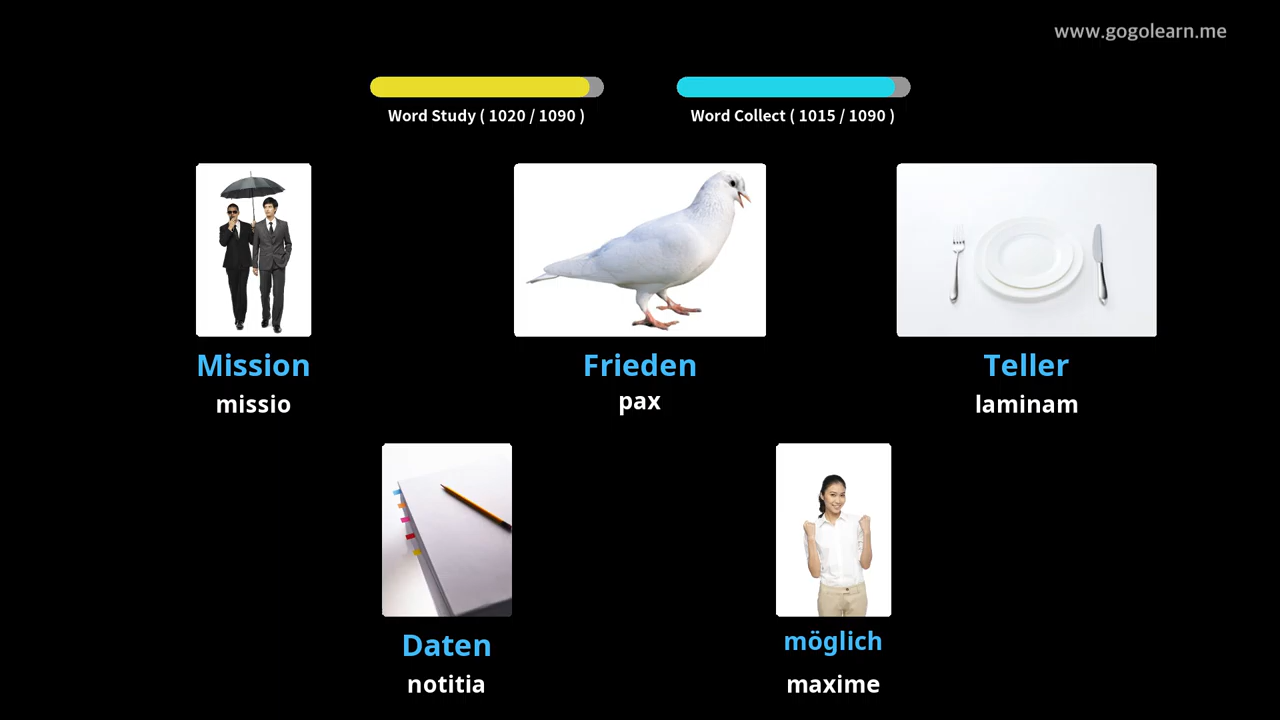 www.gogolearn.me
Word Study ( 1020 / 1090 )
Word Collect ( 1015 / 1090 )
Mission
missio
Frieden
pax
Teller
laminam
Daten
notitia
möglich
maxime